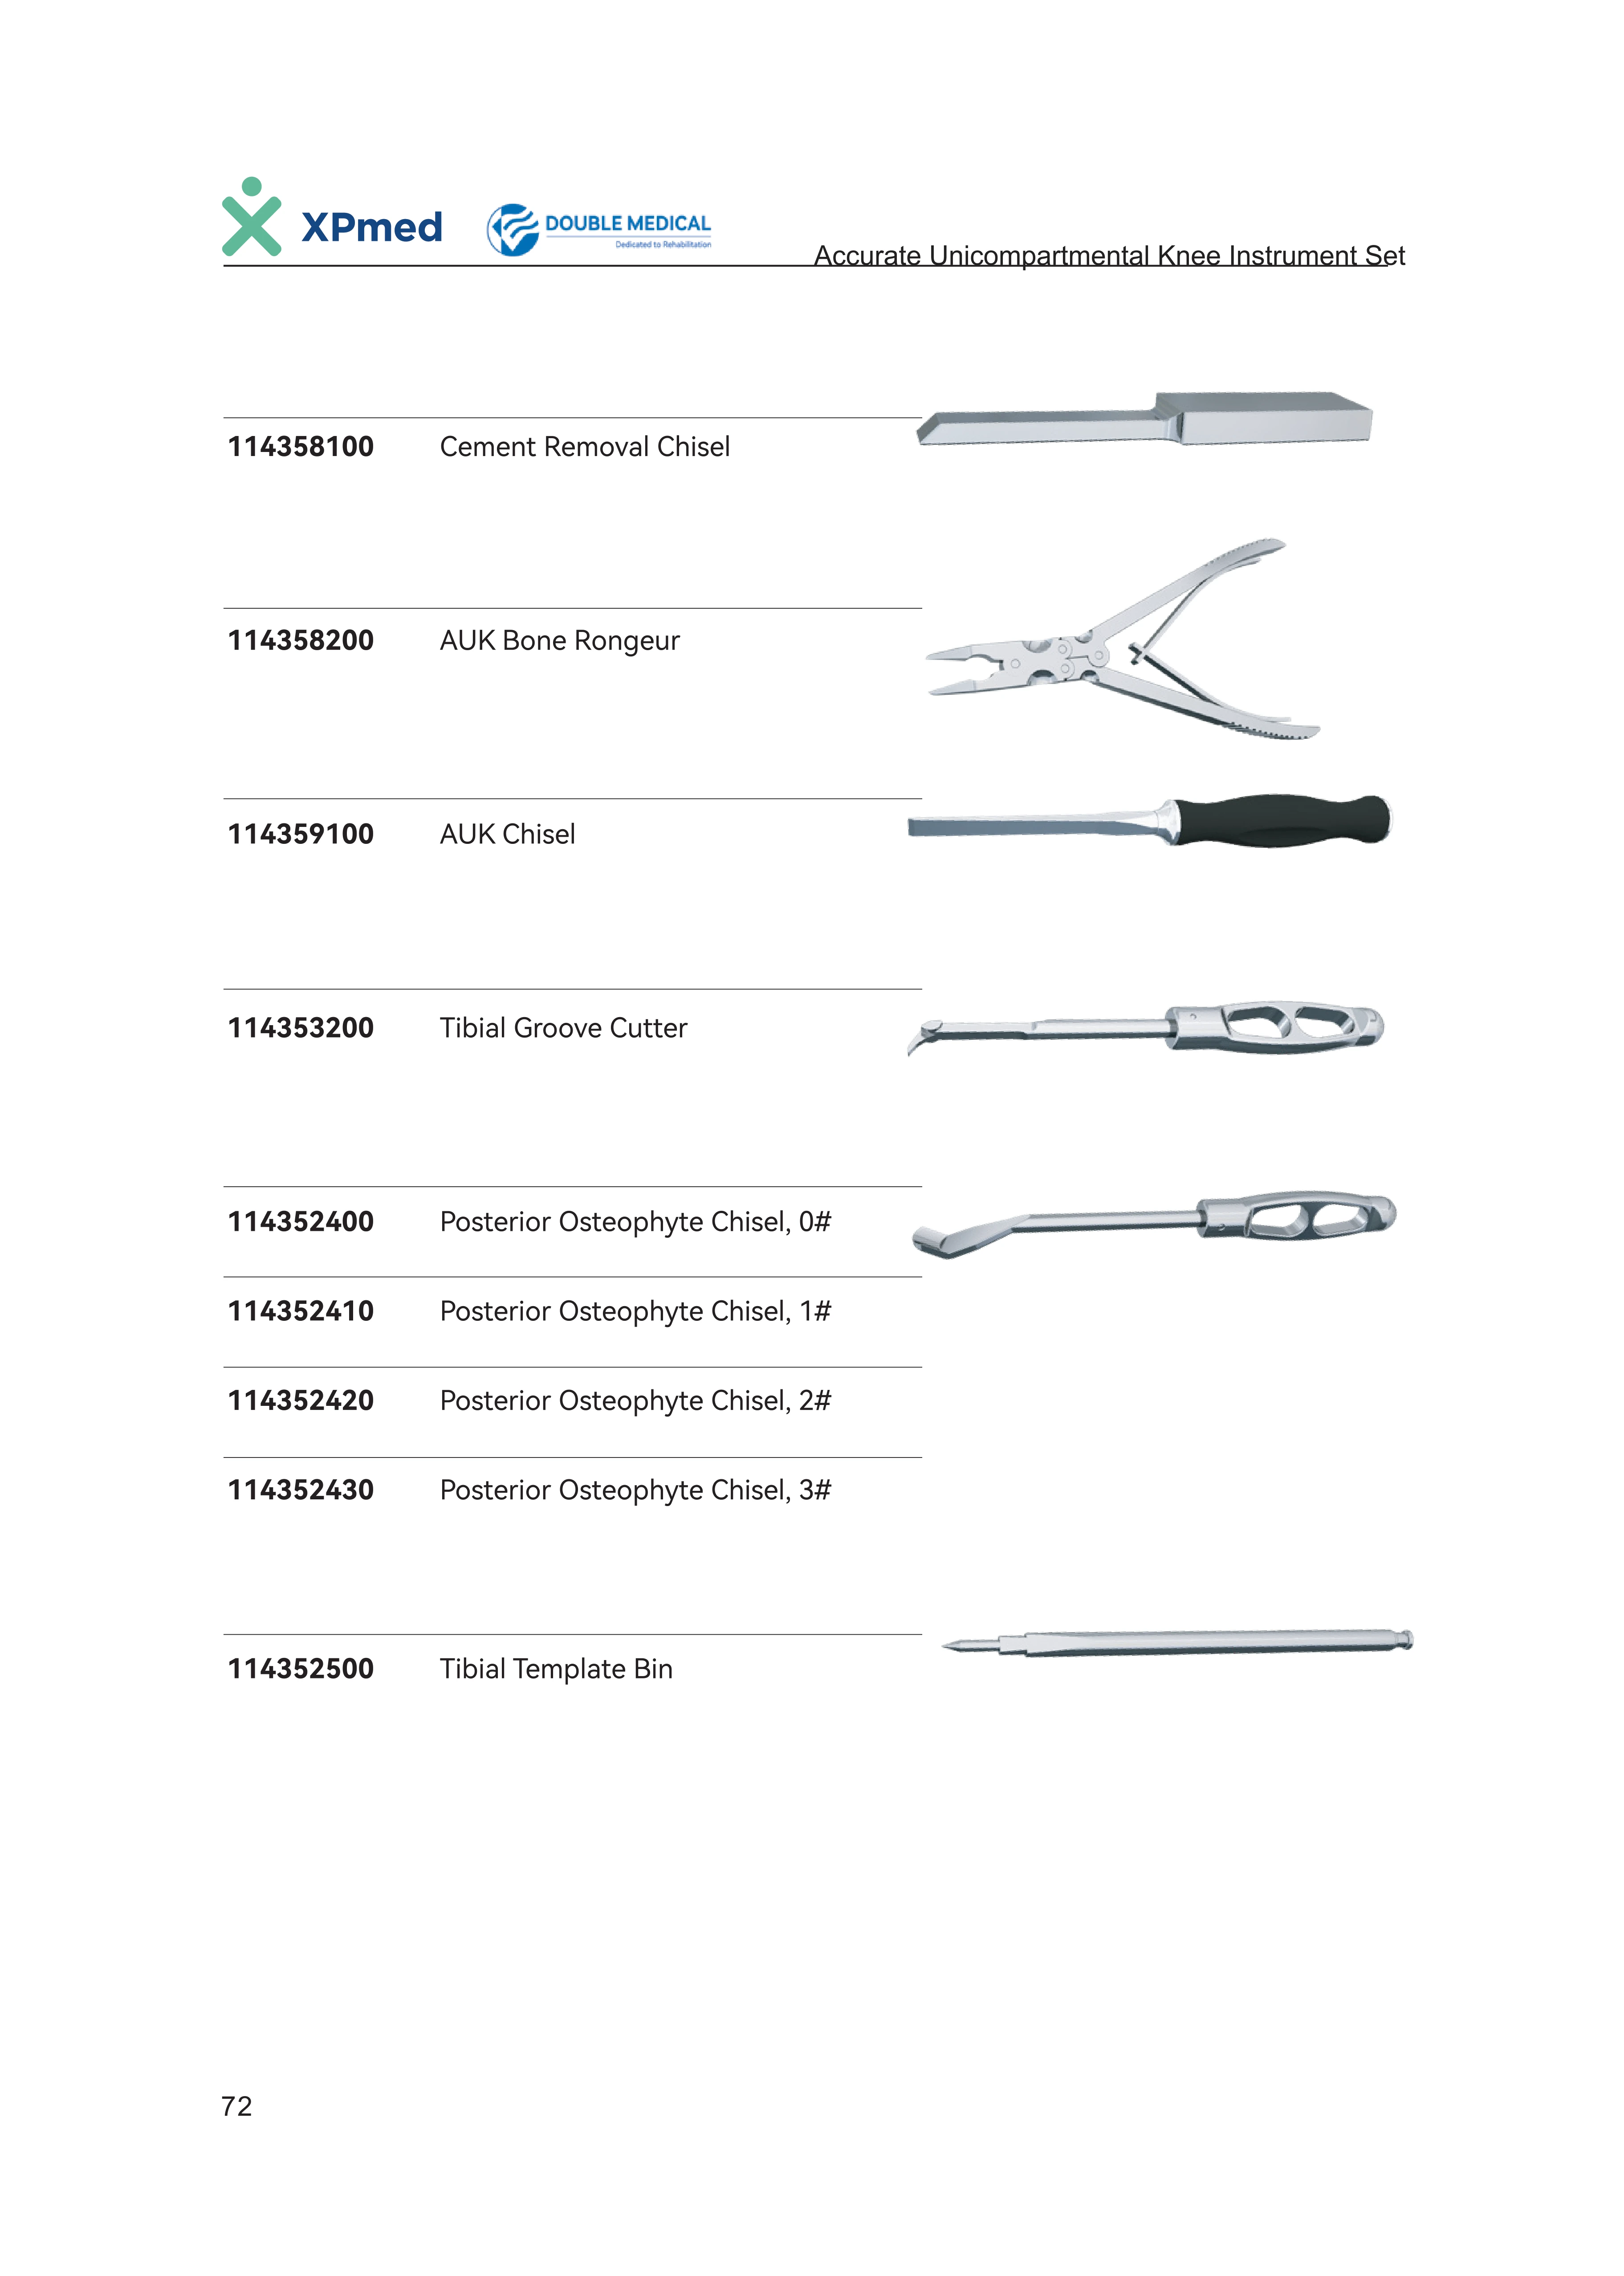 XPmed
DOUBLE MEDICAL
Dedicated to Rehabilitation
Accurate Unicompartmental Knee Instrument Set
114358100 Cement Removal Chisel
114358200 AUK Bone Rongeur
114359100 AUK Chisel
114353200 Tibial Groove Cutter
114352400 Posterior Osteophyte Chisel, 0#
114352410 Posterior Osteophyte Chisel, 1#
114352420 Posterior Osteophyte Chisel, 2#
114352430 Posterior Osteophyte Chisel, 3#
114352500 Tibial Template Bin
72